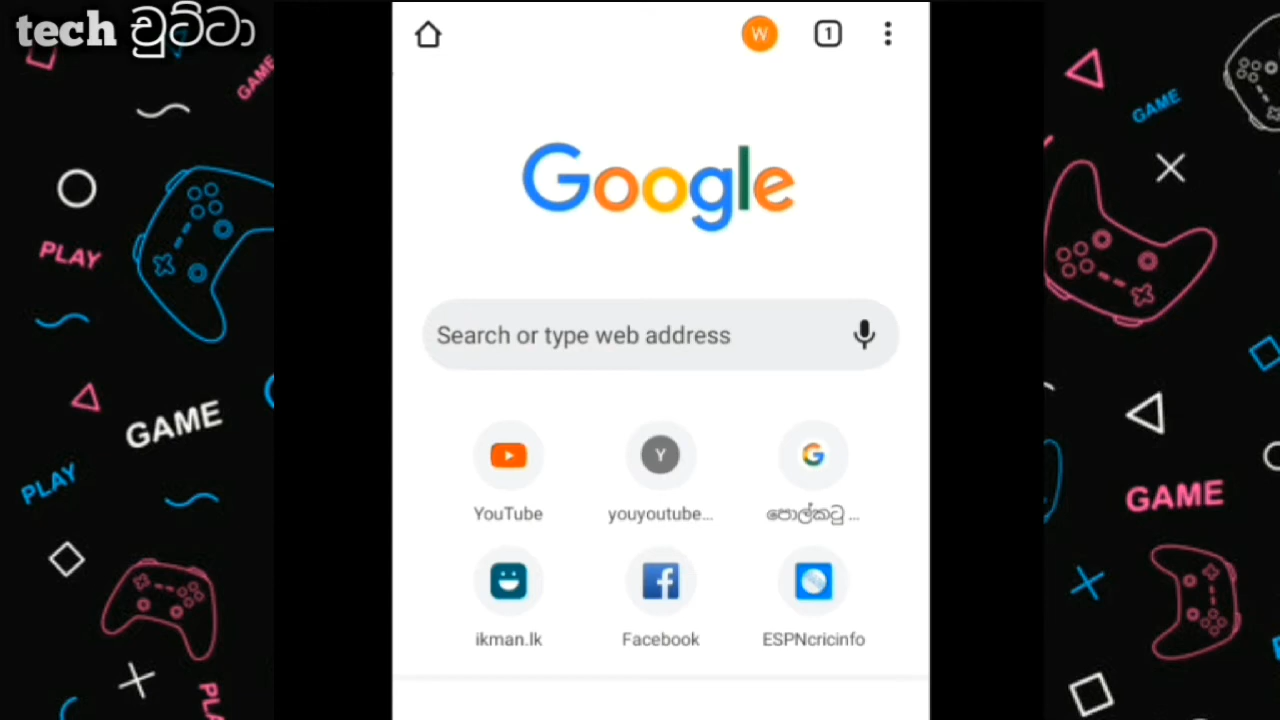 tech චුට්ටා
W
1
Google
Search or type web address
Y
YouTube
youyoutube...
පොල්කටු ...
ikman.lk
Facebook
ESPNcricinfo
GAME
PLAY
GAME
PLAY
GAME
GAME